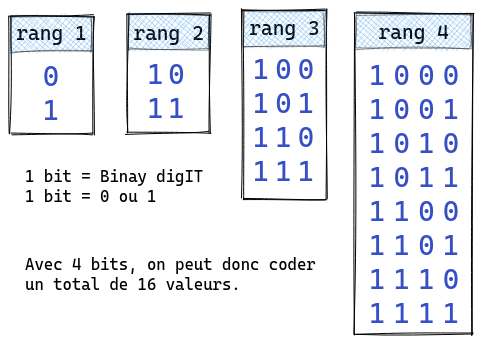 rang 1
0
1
rang 2
10
11
rang 3
100
101
110
111
rang 4
1000
1001
1010
1011
1100
1101
1110
1111
1 bit = Binay digIT
1 bit = 0 ou 1
Avec 4 bits, on peut donc coder
un total de 16 valeurs.